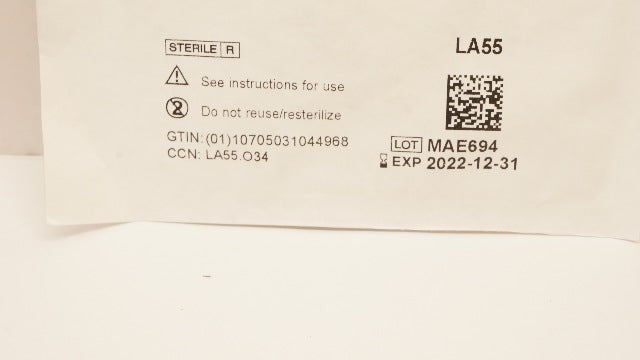 STERILE R
LA55
See instructions for use
Do not reuse/resterilize
GTIN:(01)10705031044968
CCN: LA55.O34
LOT MAE694
EXP 2022-12-31